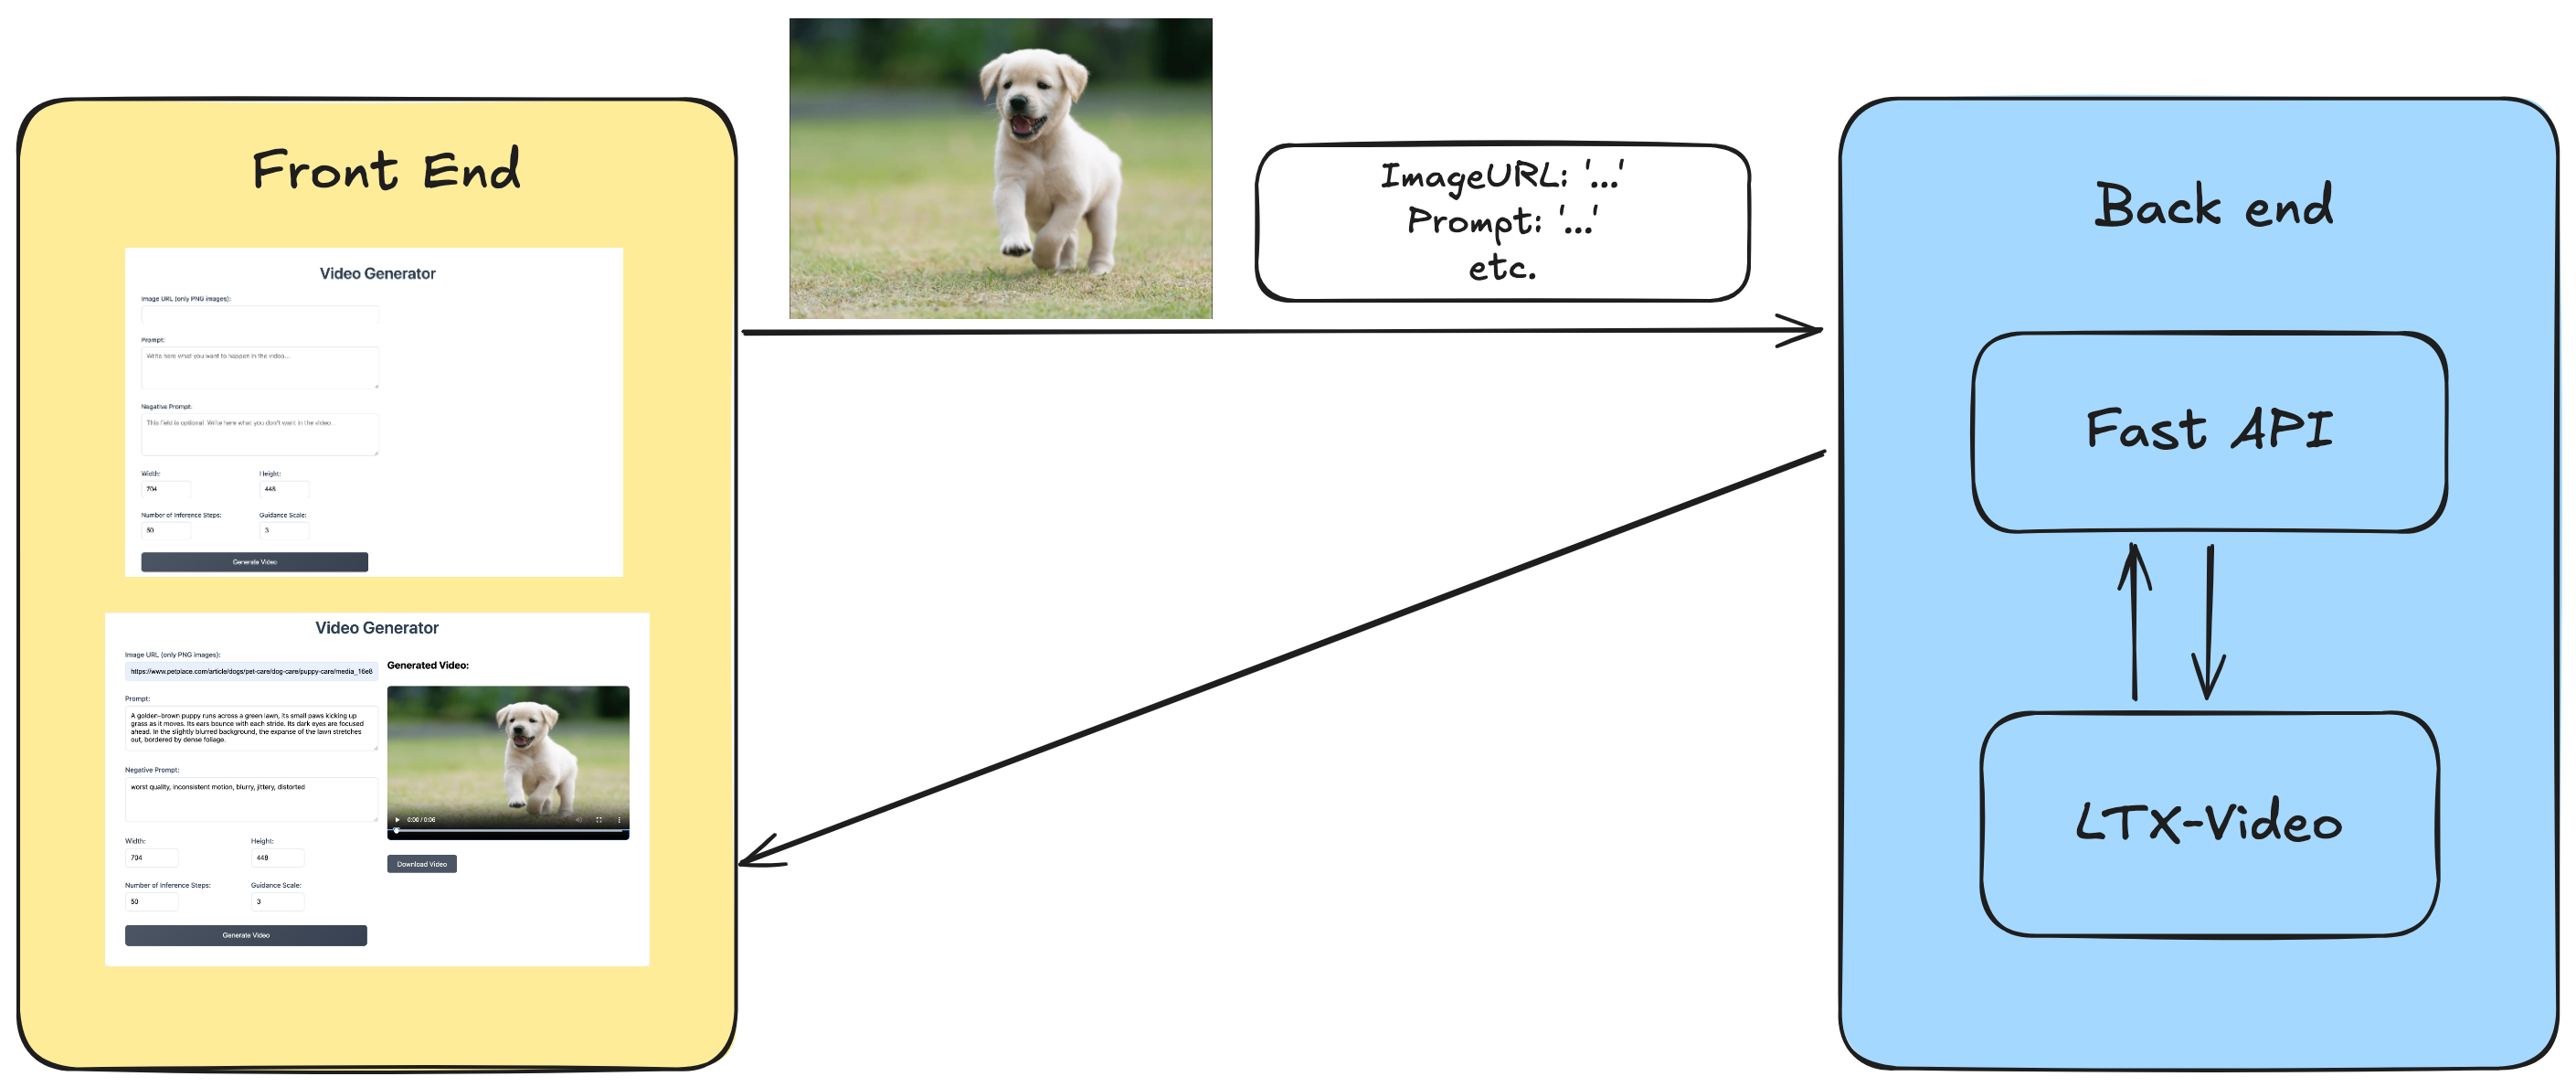 Front End
Video Generator
Image URL (only PNG images):
Prompt:
Write here what you want to happen in the video...
Negative Prompt:
This field is optional. Write here what you don't want in the video...
Width:
Height:
704
448
Number of Inference Steps:
Guidance Scale:
50
3
Generate Video
Video Generator
Image URL (only PNG images):
https://www.petplace.com/article/dogs/pet-care/dog-care/puppy-care/media_16e8
Prompt:
A golden-brown puppy runs across a green lawn, its small paws kicking up
grass as it moves. Its ears bounce with each stride. Its dark eyes are focused
ahead. In the slightly blurred background, the expanse of the lawn stretches
out, bordered by dense foliage.
Negative Prompt:
worst quality, inconsistent motion, blurry, jittery, distorted
Width:
Height:
704
448
Number of Inference Steps:
Guidance Scale:
50
3
Generate Video
Generated Video:
0:00 / 0:06
Download Video
ImageURL: '...'
Prompt: '...'
etc.
Back end
Fast API
LTX-Video